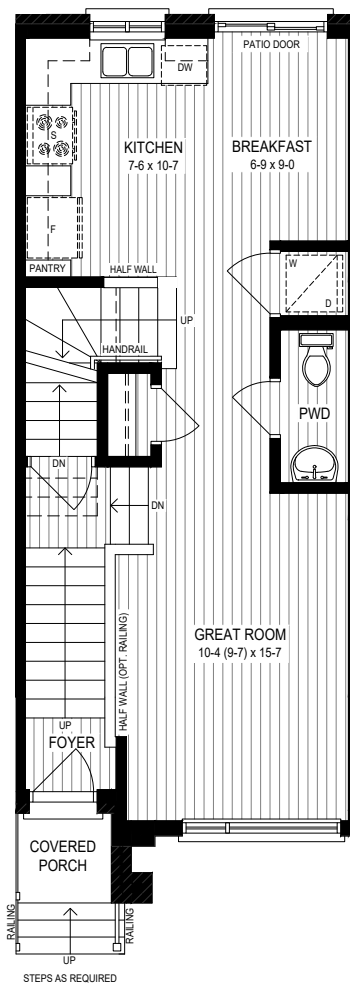 PATIO DOOR
DW
KITCHEN
7-6 x 10-7
BREAKFAST
6-9 x 9-0
S
F
PANTRY
HALF WALL
W
D
UP
HANDRAIL
PWD
DN
DN
GREAT ROOM
10-4 (9-7) x 15-7
HALF WALL (OPT. RAILING)
UP
FOYER
COVERED
PORCH
RAILING
RAILING
UP
STEPS AS REQUIRED